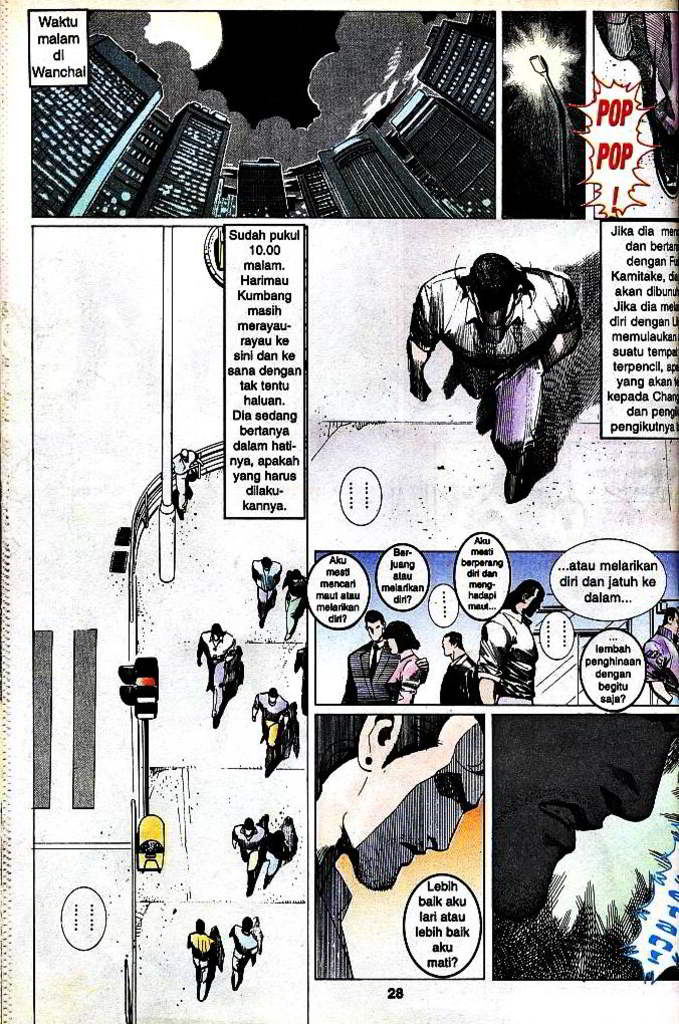 Waktu
malam
di
Wanchai
POP
POP
!
Sudah pukul
10.00
malam.
Harimau
Kumbang
masih
merayau-
rayau ke
sini dan ke
sana dengan
tak tentu
haluan.
Dia sedang
bertanya
dalam hati-
nya, apakah
yang harus
dilaku-
kannya.
Jika dia
dan
dengan
Kamitake,
akan
Jika dia
diri dengan
memulaukan
suatu
terpencil,
yang akan
kepada Chang
dan
pengikutnya
......
Aku
mesti
mencari
maut atau
melarikan
diri?
Ber-
juang
atau
melarikan
diri?
......
Aku
mesti
berperang
diri dan
meng-
hadapi
maut...
...atau melarikan
diri dan jatuh ke
dalam...
......
...
lembah
penghinaan
dengan
begitu
saja?
......
Lebih
baik aku
lari atau
lebih baik
aku
mati?
28